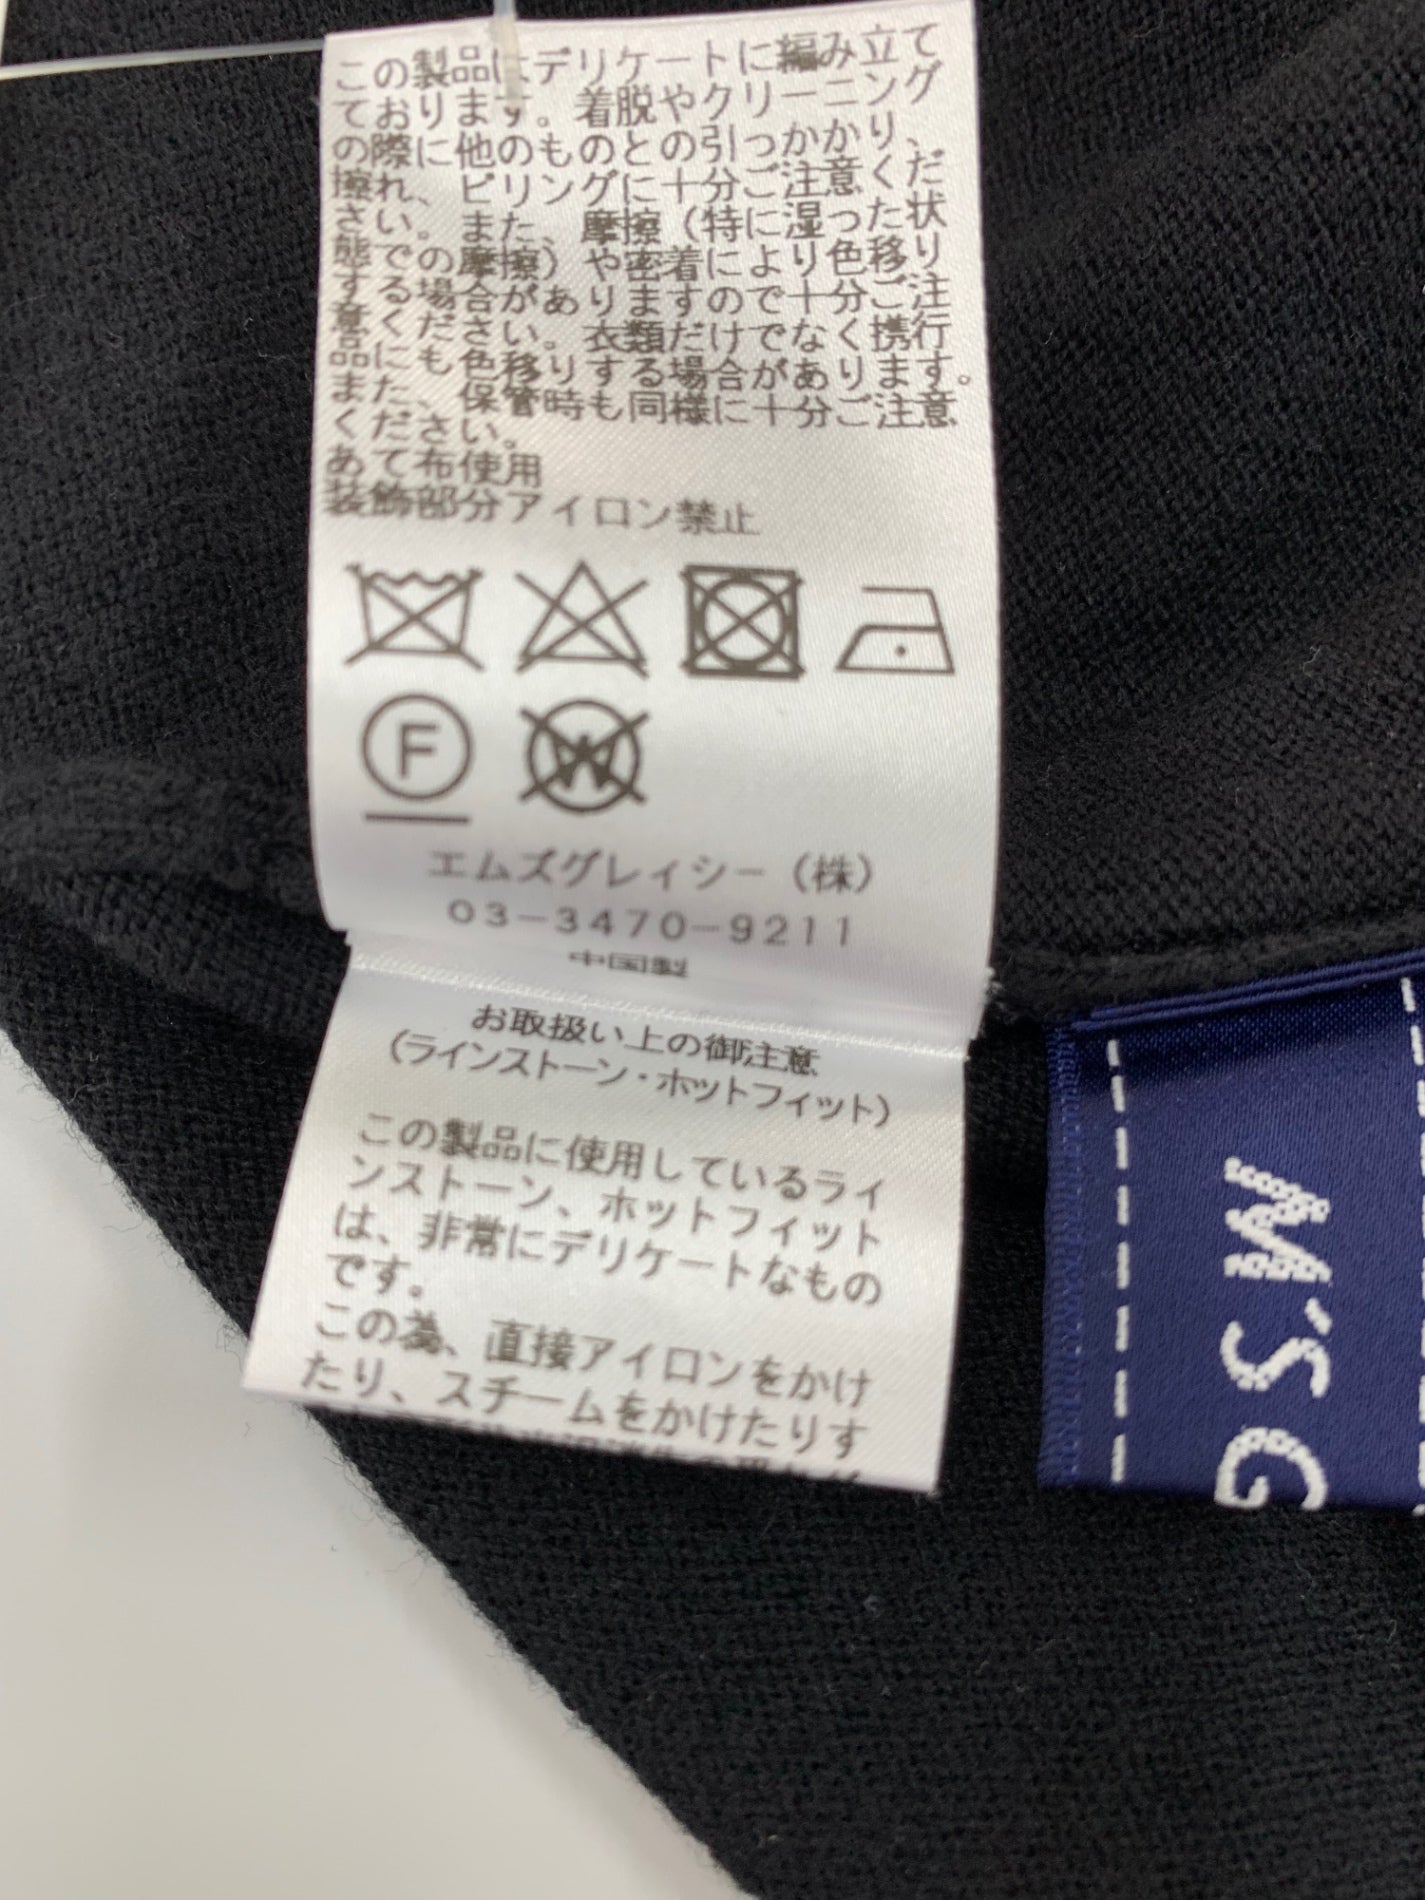 この製品はデリケートに編み立て
ております。着脱やクリーニング
の際に他のものとの引っかかり、
擦れ、ピリングに十分ご注意くだ
さい。また、摩擦（特に湿った状
態での摩擦）や密着により色移り
する場合がありますので十分ご注
意ください。衣類だけでなく携行
品にも色移りする場合があります。
また、保管時も同様に十分ご注意
ください。
あて布使用
装飾部分アイロン禁止
F W
エムズグレィシー（株）
03-3470-9211
中国製
お取扱い上の御注意
（ラインストーン・ホットフィット）
この製品に使用しているライ
ンストーン、ホットフィット
は、非常にデリケートなもの
です。
この為、直接アイロンをかけ
たり、スチームをかけたりす
M'S G